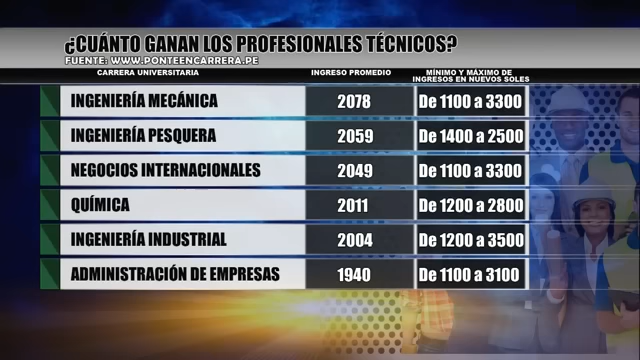 ¿CUÁNTO GANAN LOS PROFESIONALES TÉCNICOS?
FUENTE: WWW.PONTEENCARRERA.PE
CARRERA UNIVERSITARIA INGRESO PROMEDIO MÍNIMO Y MÁXIMO DE
INGRESOS EN NUEVOS SOLES
INGENIERÍA MECÁNICA 2078 De 1100 a 3300
INGENIERÍA PESQUERA 2059 De 1400 a 2500
NEGOCIOS INTERNACIONALES 2049 De 1100 a 3300
QUÍMICA 2011 De 1200 a 2800
INGENIERÍA INDUSTRIAL 2004 De 1200 a 3500
ADMINISTRACIÓN DE EMPRESAS 1940 De 1100 a 3100